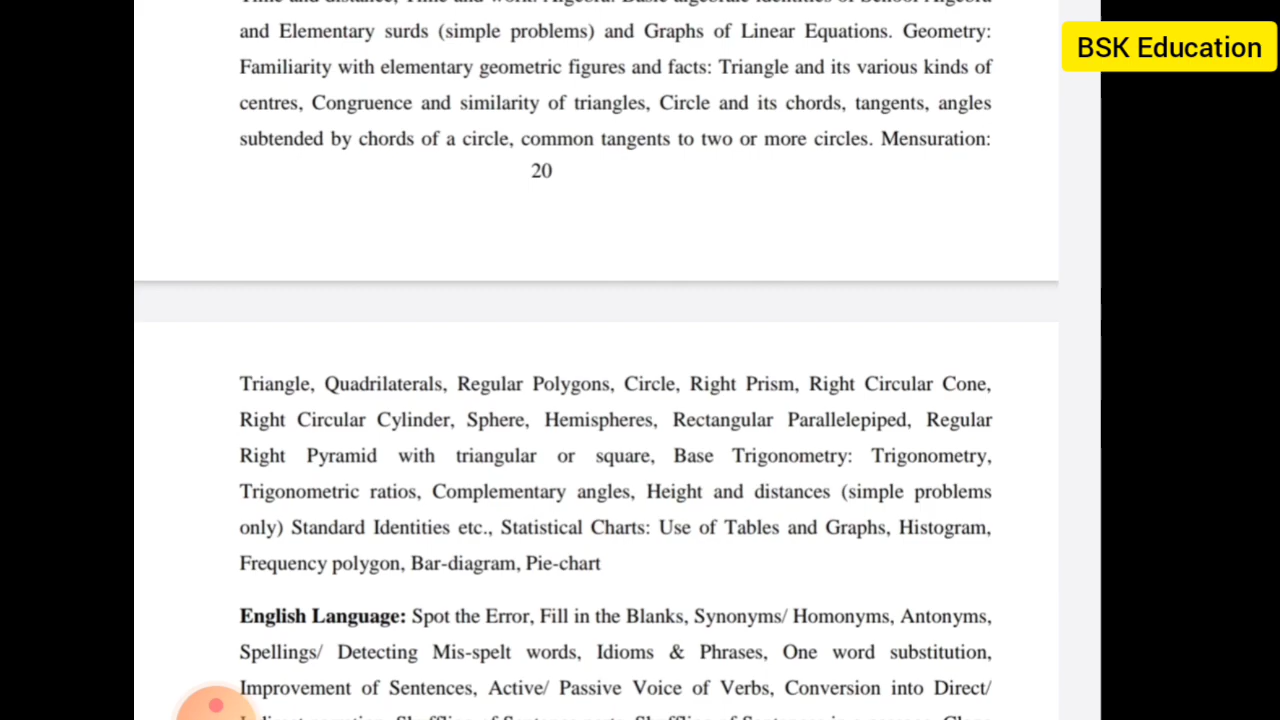 and Elementary surds (simple problems) and Graphs of Linear Equations. Geometry:
BSK Education
Familiarity with elementary geometric figures and facts: Triangle and its various kinds of
centres, Congruence and similarity of triangles, Circle and its chords, tangents, angles
subtended by chords of a circle, common tangents to two or more circles. Mensuration:
20
Triangle, Quadrilaterals, Regular Polygons, Circle, Right Prism, Right Circular Cone,
Right Circular Cylinder, Sphere, Hemispheres, Rectangular Parallelepiped, Regular
Right Pyramid with triangular or square, Base Trigonometry: Trigonometry,
Trigonometric ratios, Complementary angles, Height and distances (simple problems
only) Standard Identities etc., Statistical Charts: Use of Tables and Graphs, Histogram,
Frequency polygon, Bar-diagram, Pie-chart
English Language: Spot the Error, Fill in the Blanks, Synonyms/ Homonyms, Antonyms,
Spellings/ Detecting Mis-spelt words, Idioms & Phrases, One word substitution,
Improvement of Sentences, Active/ Passive Voice of Verbs, Conversion into Direct/